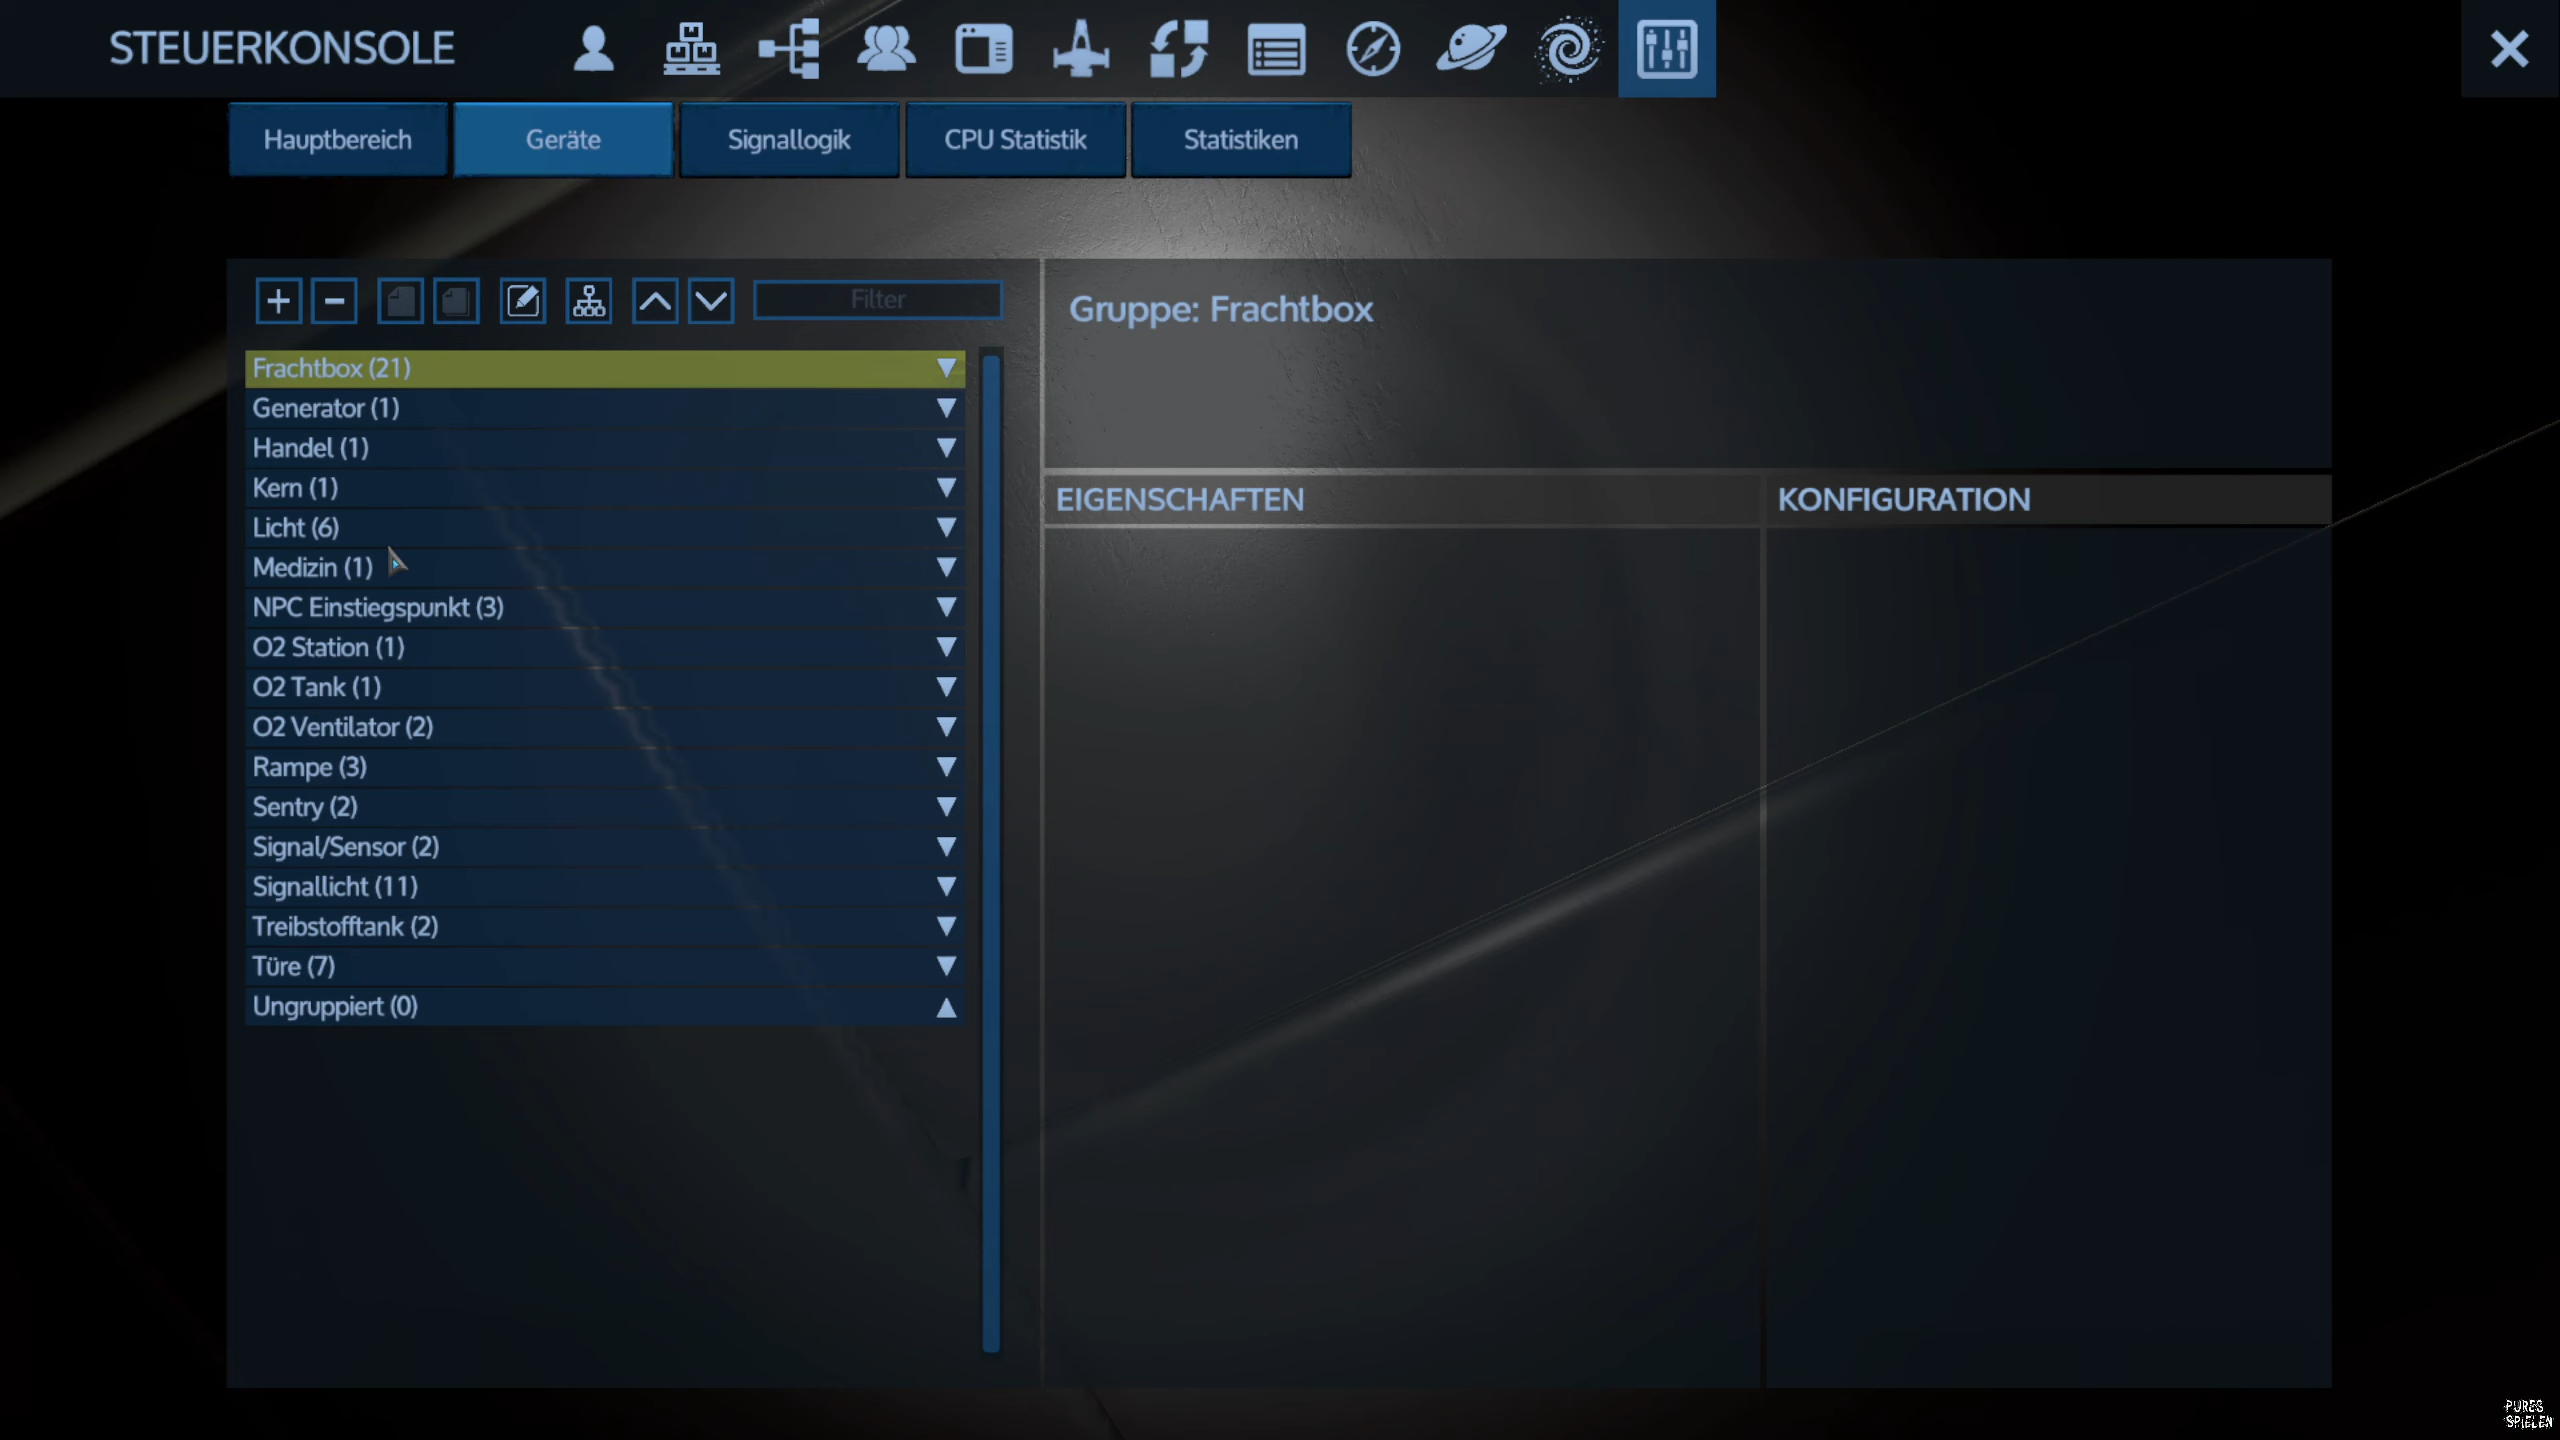 STEUERKONSOLE
Hauptbereich
Geräte
Signallogik
CPU Statistik
Statistiken
Filter
Frachtbox (21)
Generator (1)
Handel (1)
Kern (1)
Licht (6)
Medizin (1)
NPC Einstiegspunkt (3)
O2 Station (1)
O2 Tank (1)
O2 Ventilator (2)
Rampe (3)
Sentry (2)
Signal/Sensor (2)
Signallicht (11)
Treibstofftank (2)
Türe (7)
Ungruppiert (0)
Gruppe: Frachtbox
EIGENSCHAFTEN
KONFIGURATION
PURES
SPIELEN